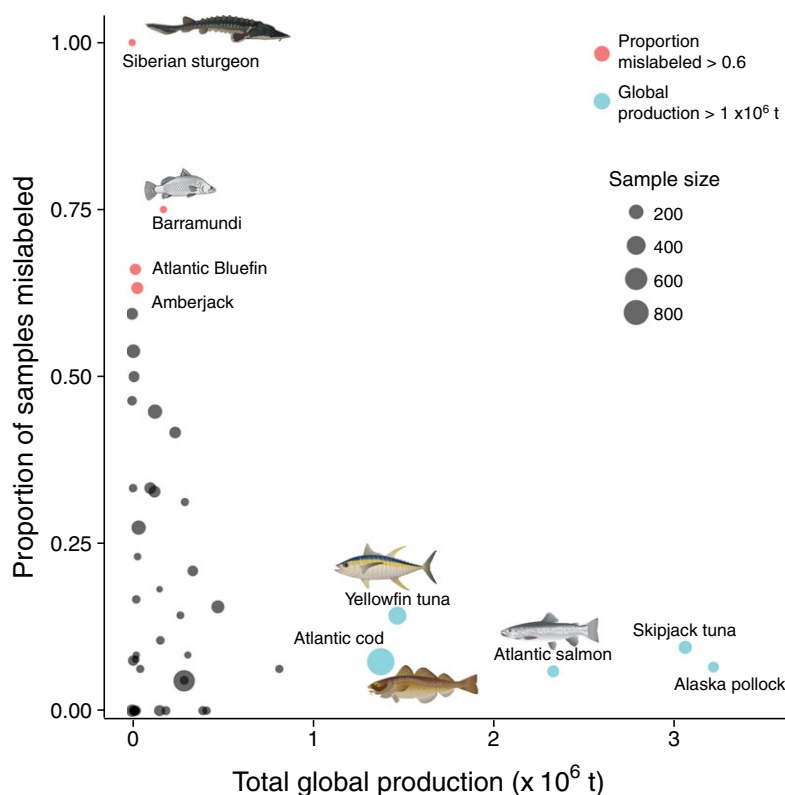 1.00
Siberian sturgeon
Proportion
mislabeled > 0.6
Global
production > 1 x10⁶ t
Sample size
200
400
600
800
0.75
Barramundi
Atlantic Bluefin
Amberjack
0.50
0.25
Yellowfin tuna
Atlantic cod
Atlantic salmon
Skipjack tuna
Alaska pollock
0.00
0
1
2
3
Proportion of samples mislabeled
Total global production (x 10⁶ t)